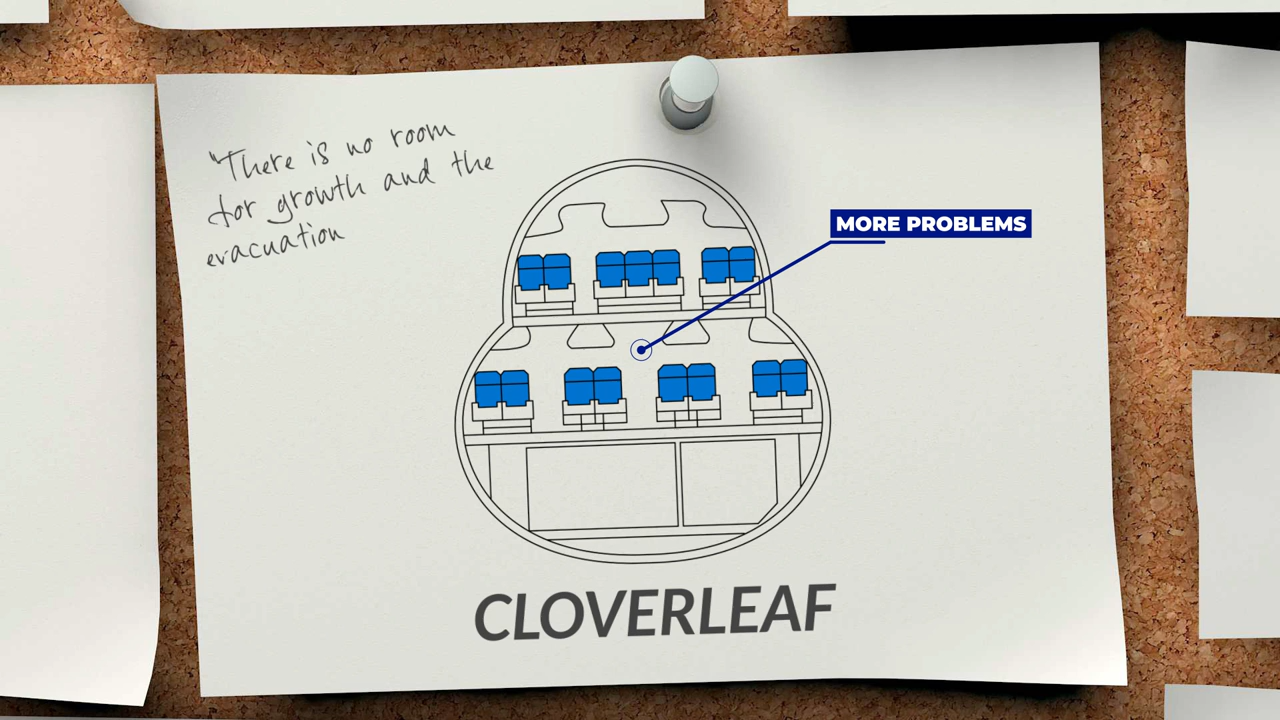 "There is no room
for growth and the
evacuation
MORE PROBLEMS
CLOVERLEAF